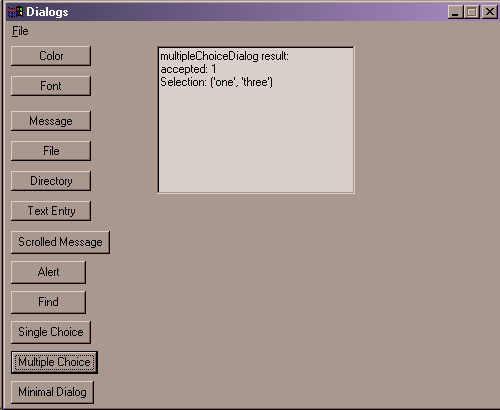 Dialogs
File
Color
Font
Message
File
Directory
Text Entry
Scrolled Message
Alert
Find
Single Choice
Multiple Choice
Minimal Dialog
multipleChoiceDialog result:
accepted: 1
Selection: ('one', 'three')